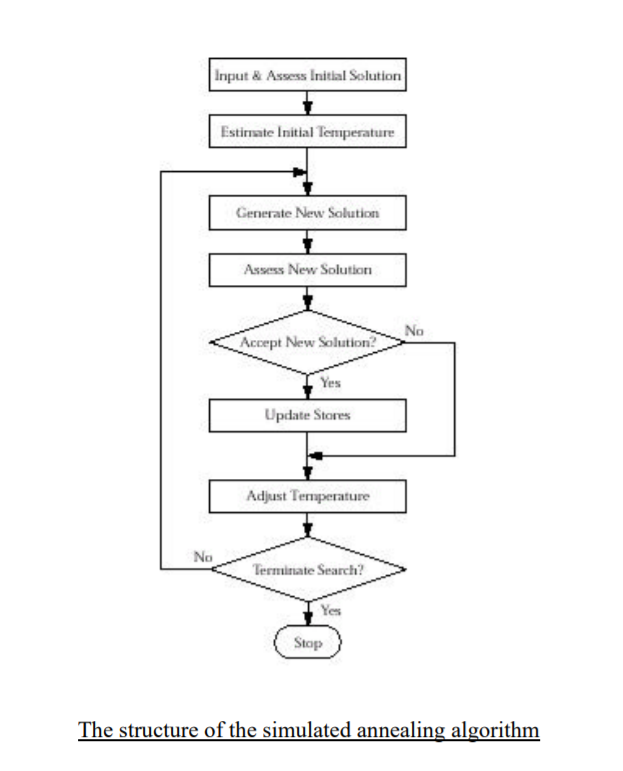 Input & Assess Initial Solution
Estimate Initial Temperature
Generate New Solution
Assess New Solution
Accept New Solution?
No
Yes
Update Stores
Adjust Temperature
No
Terminate Search?
Yes
Stop
The structure of the simulated annealing algorithm